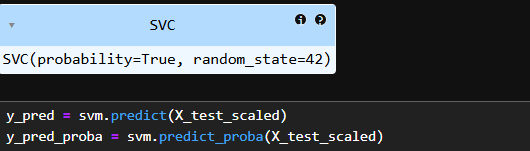 SVC
SVC(probability=True, random_state=42)
y_pred = svm.predict(X_test_scaled)
y_pred_proba = svm.predict_proba(X_test_scaled)